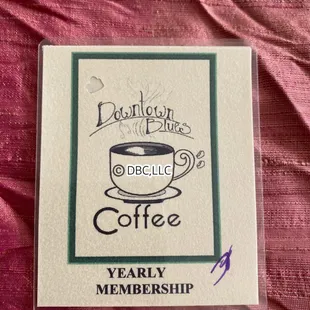 Downtown
Blues
© DBC,LLC
Coffee
YEARLY
MEMBERSHIP